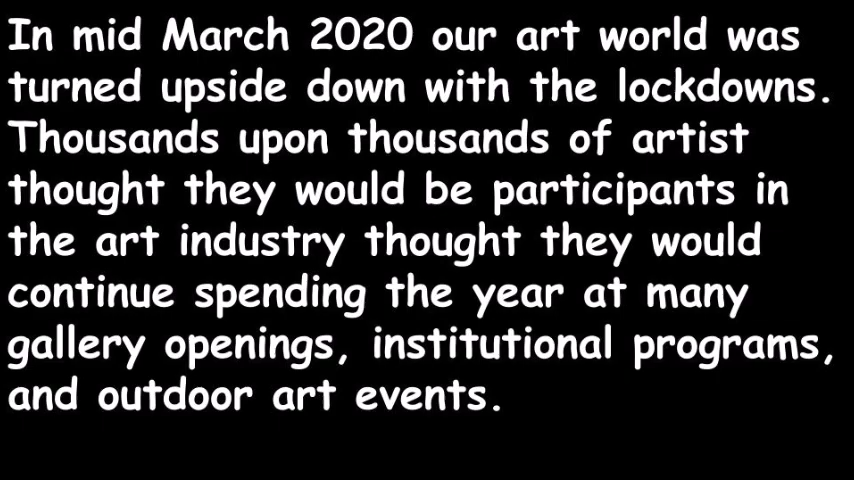 In mid March 2020 our art world was
turned upside down with the lockdowns.
Thousands upon thousands of artist
thought they would be participants in
the art industry thought they would
continue spending the year at many
gallery openings, institutional programs,
and outdoor art events.